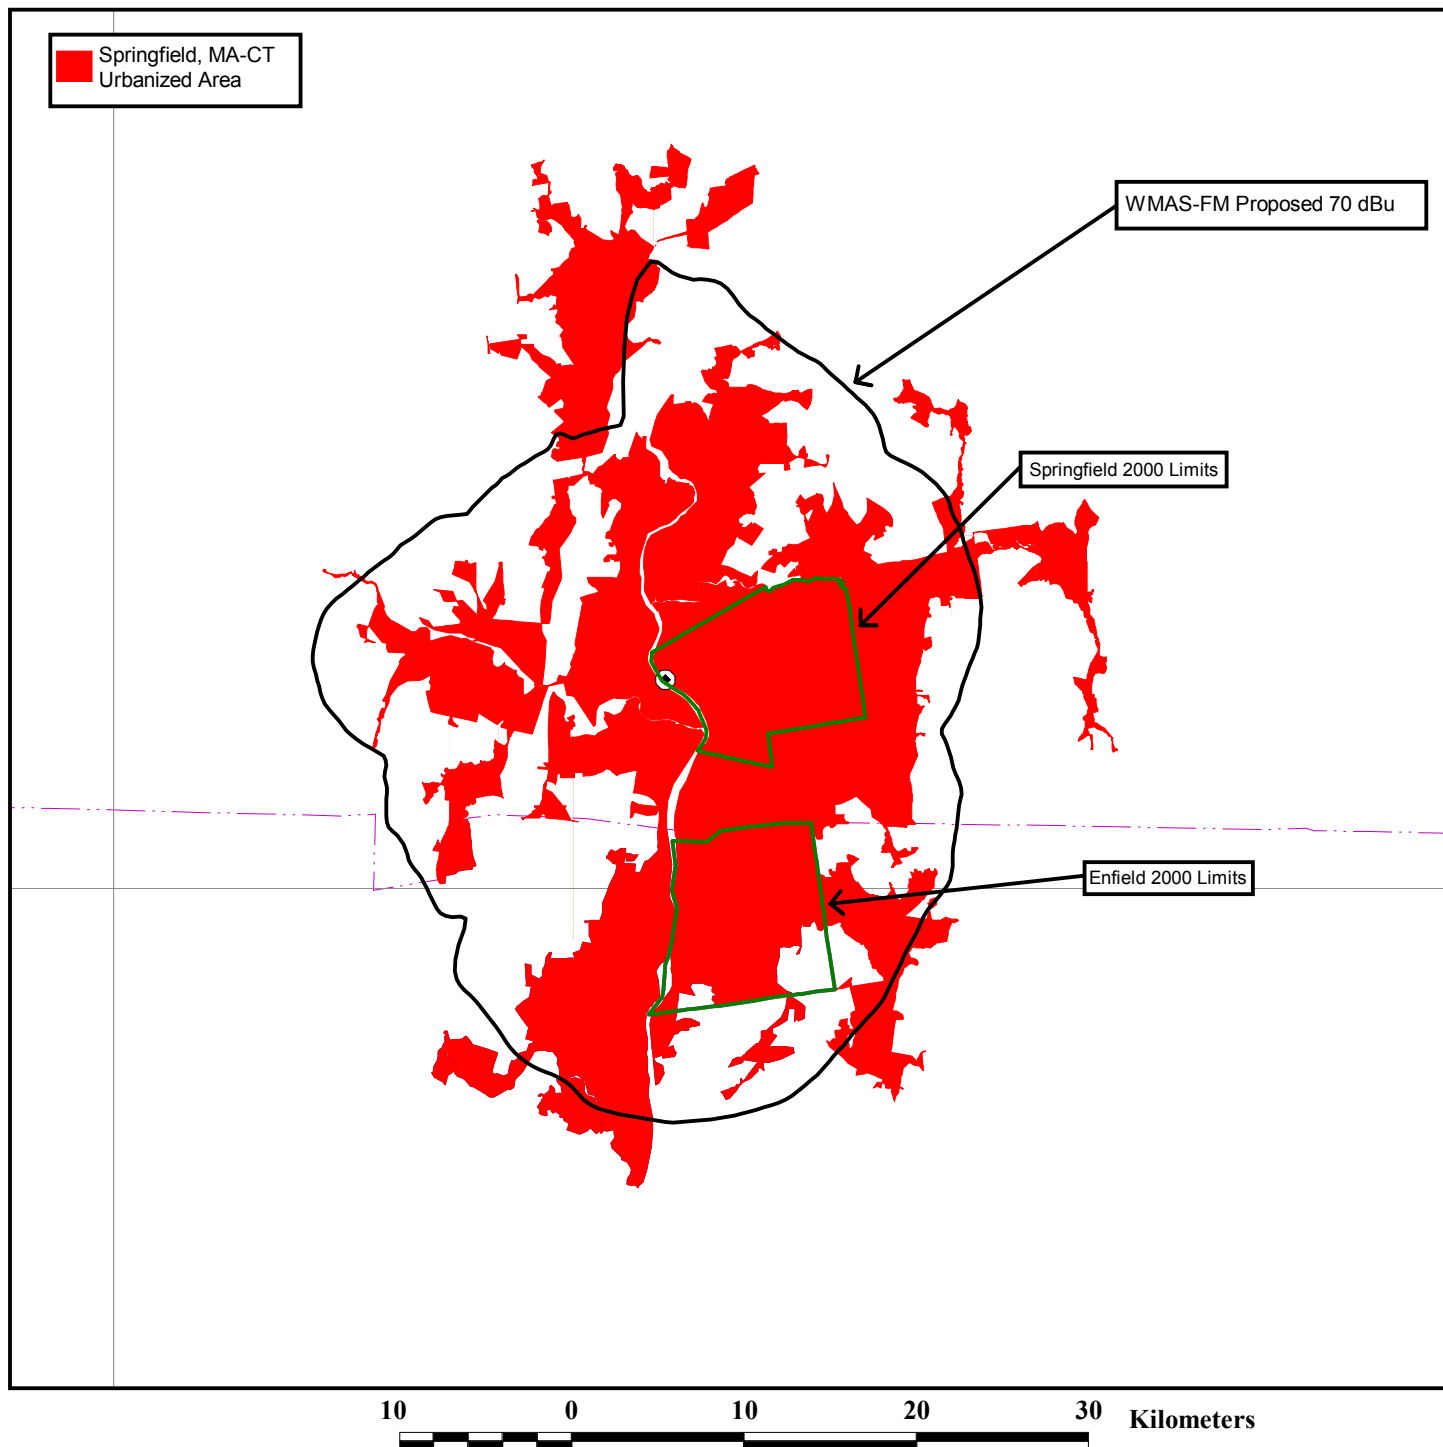 Springfield, MA-CT
Urbanized Area
WMAS-FM Proposed 70 dBu
Springfield 2000 Limits
Enfield 2000 Limits
10 0 10 20 30 Kilometers